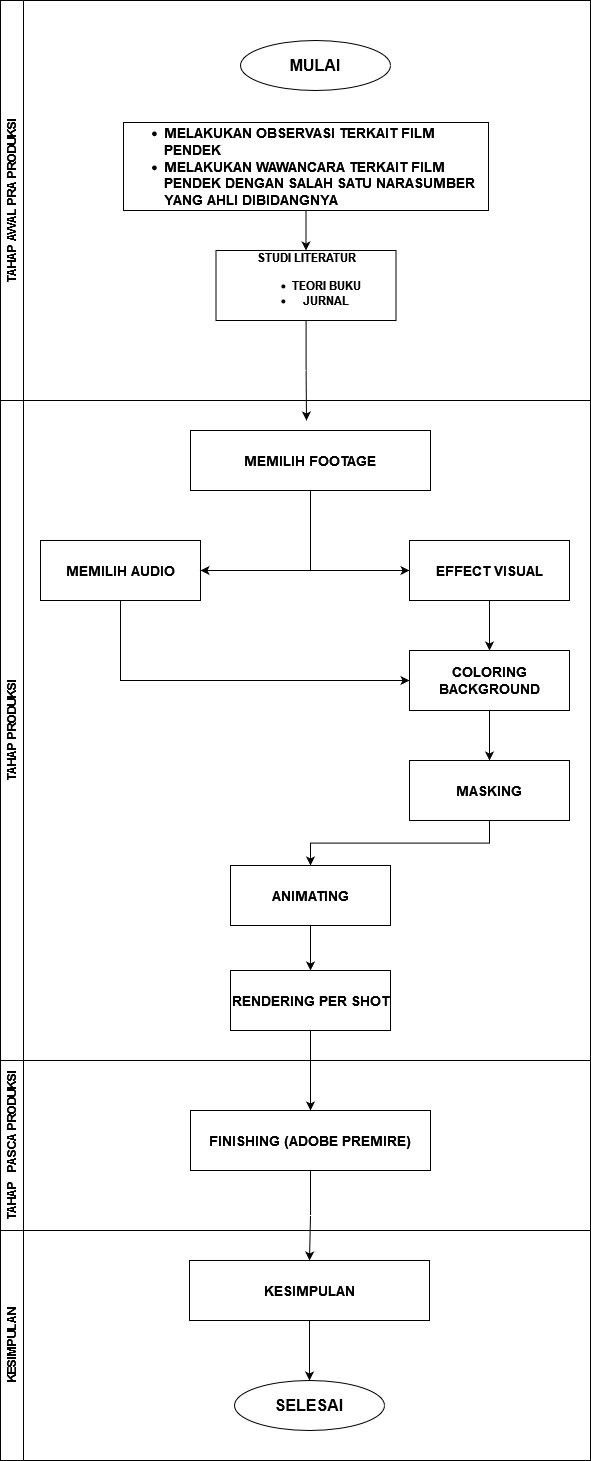 TAHAP AWAL PRA PRODUKSI
MULAI
• MELAKUKAN OBSERVASI TERKAIT FILM
PENDEK
• MELAKUKAN WAWANCARA TERKAIT FILM
PENDEK DENGAN SALAH SATU NARASUMBER
YANG AHLI DIBIDANGNYA
STUDI LITERATUR
• TEORI BUKU
• JURNAL
TAHAP PRODUKSI
MEMILIH FOOTAGE
MEMILIH AUDIO
EFFECT VISUAL
COLORING
BACKGROUND
MASKING
ANIMATING
RENDERING PER SHOT
TAHAP PASCA PRODUKSI
FINISHING (ADOBE PREMIRE)
KESIMPULAN
KESIMPULAN
SELESAI